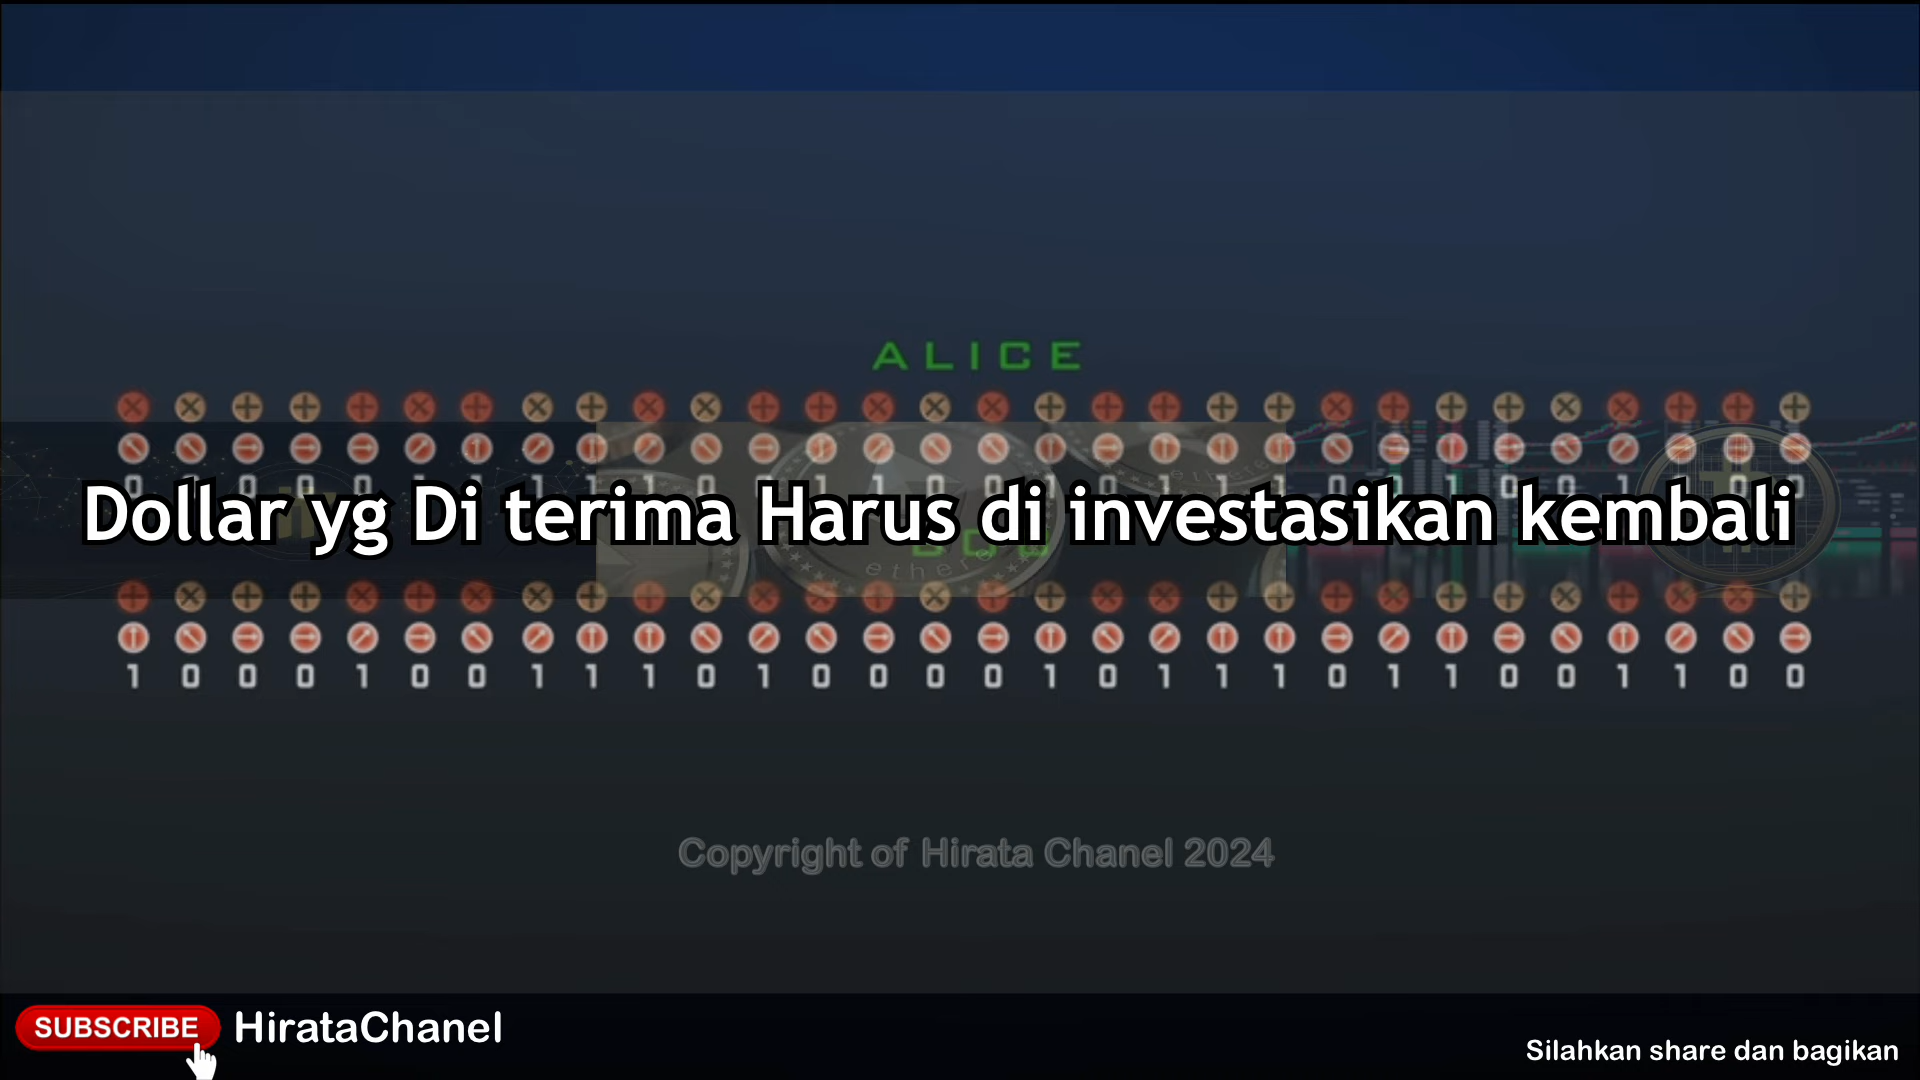 ALICE
Dollar yg Di terima Harus di investasikan kembali
1 0 0 0 1 0 0 1 1 1 0 1 0 0 0 0 1 0 1 1 1 0 1 1 0 0 1 1 0 0
Copyright of Hirata Chanel 2024
SUBSCRIBE HirataChanel
Silahkan share dan bagikan